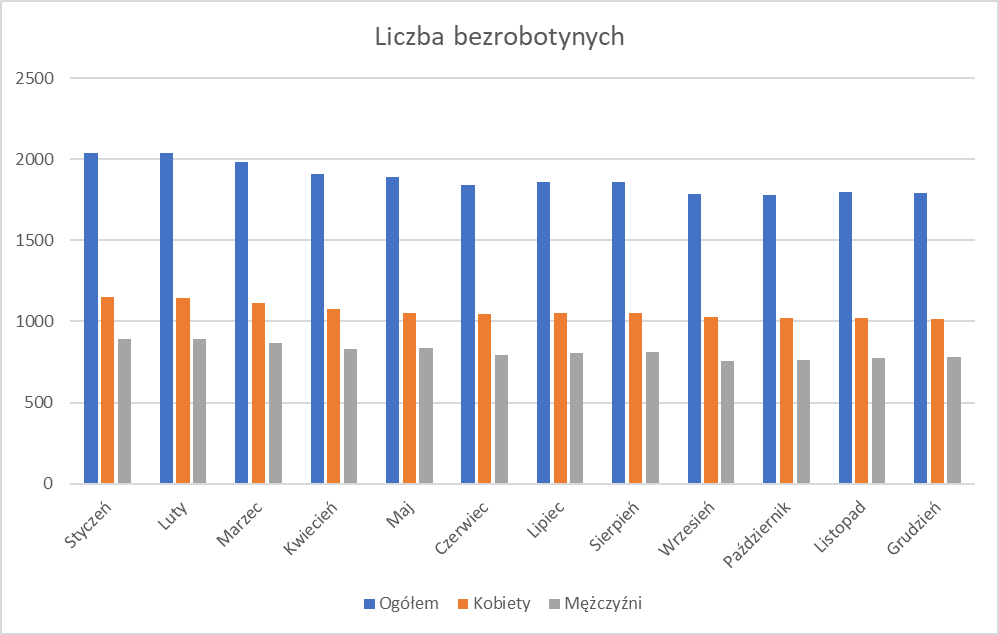 Liczba bezrobotynych
2500
2000
1500
1000
500
0
Styczeń
Luty
Marzec
Kwiecień
Maj
Czerwiec
Lipiec
Sierpień
Wrzesień
Październik
Listopad
Grudzień
Ogółem Kobiety Mężczyźni